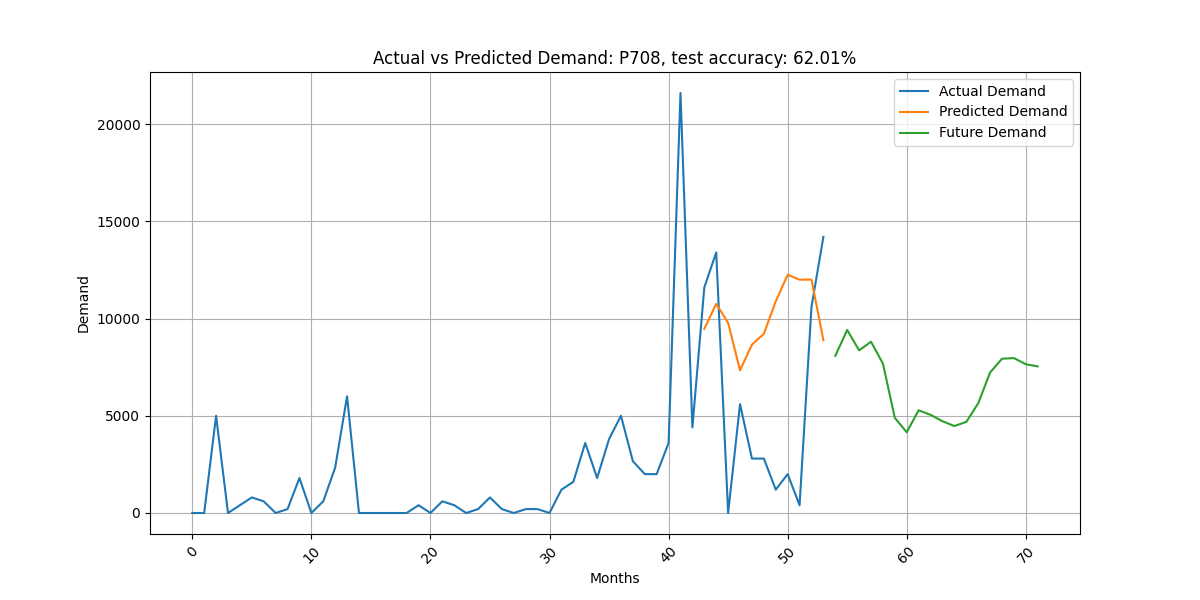 Actual vs Predicted Demand: P708, test accuracy: 62.01%
Actual Demand
Predicted Demand
Future Demand
Demand
20000
15000
10000
5000
0
0 10 20 30 40 50 60 70
Months